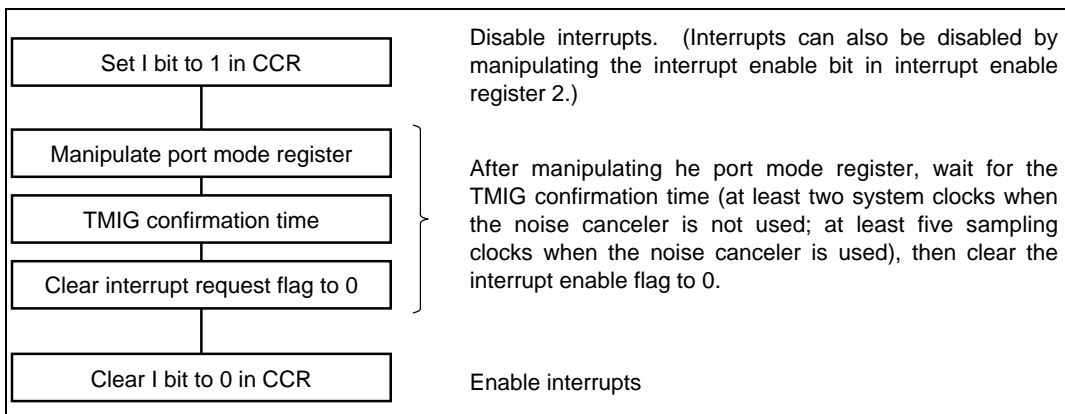 Set I bit to 1 in CCR
Disable interrupts. (Interrupts can also be disabled by
manipulating the interrupt enable bit in interrupt enable
register 2.)
Manipulate port mode register
TMIG confirmation time
Clear interrupt request flag to 0
After manipulating he port mode register, wait for the
TMIG confirmation time (at least two system clocks when
the noise canceler is not used; at least five sampling
clocks when the noise canceler is used), then clear the
interrupt enable flag to 0.
Clear I bit to 0 in CCR
Enable interrupts